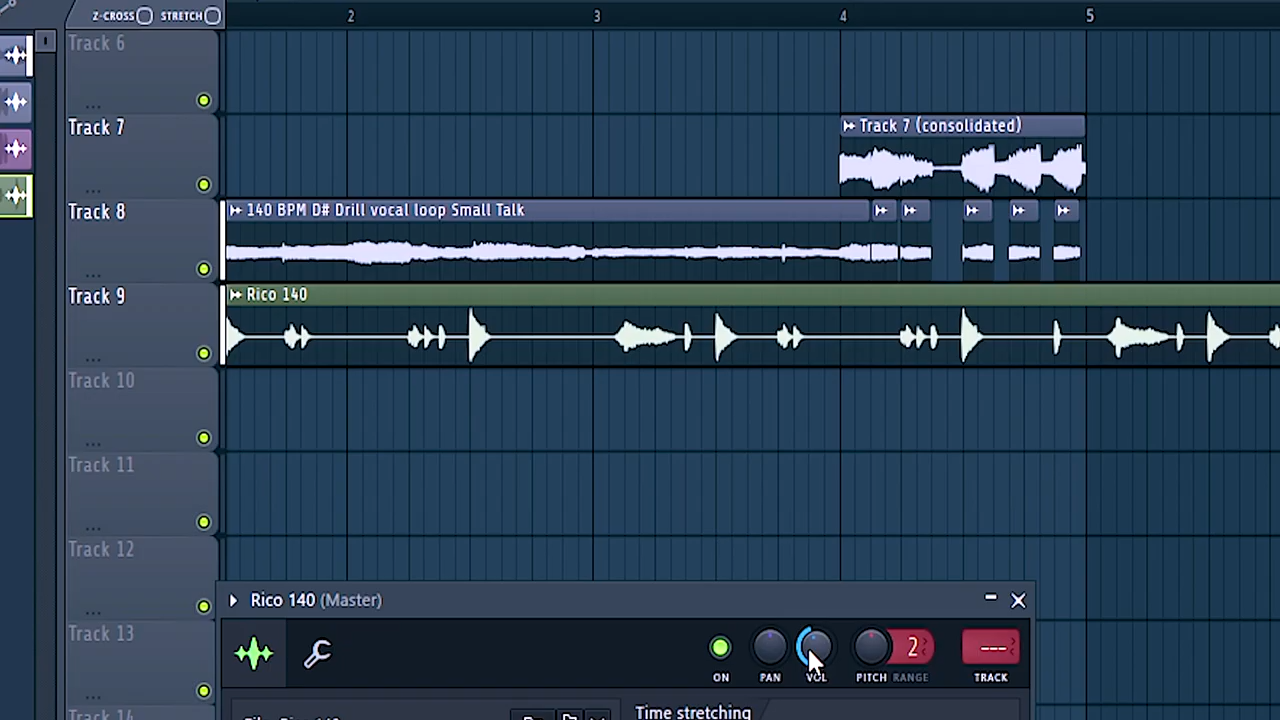 Z-CROSS STRETCH
2 3 4 5
Track 6
...
Track 7
Track 7 (consolidated)
...
Track 8
140 BPM D# Drill vocal loop Small Talk
...
Track 9
Rico 140
...
Track 10
...
Track 11
...
Track 12
...
Rico 140 (Master)
Track 13
2
---
ON PAN VOL PITCH RANGE TRACK
...
Track 14
Time stretching